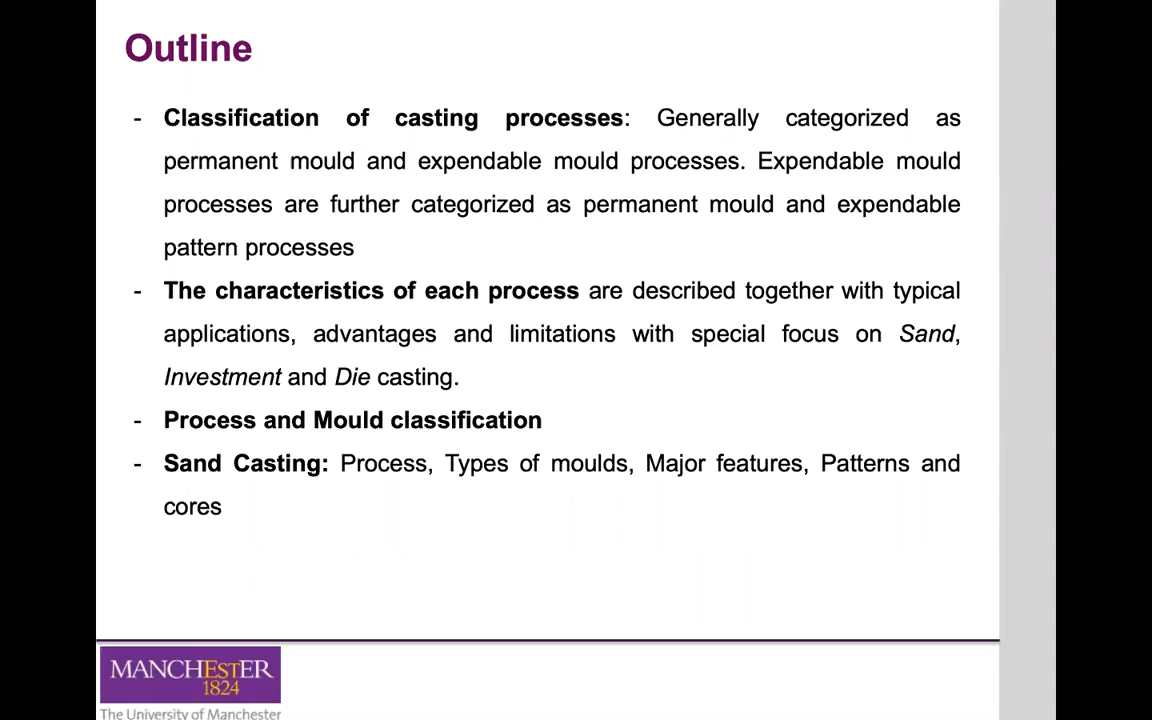 Outline
- Classification of casting processes: Generally categorized as
permanent mould and expendable mould processes. Expendable mould
processes are further categorized as permanent mould and expendable
pattern processes
- The characteristics of each process are described together with typical
applications, advantages and limitations with special focus on Sand,
Investment and Die casting.
- Process and Mould classification
- Sand Casting: Process, Types of moulds, Major features, Patterns and
cores
MANCHESTER
1824
The University of Manchester